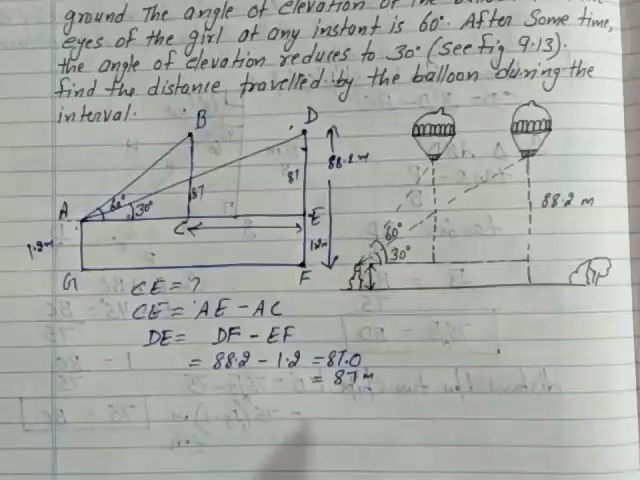 ground The angle of elevation of the balloon
eyes of the girl at any instant is 60°. After Some time,
the angle of elevation reduces to 30° (See fig 9.13).
find the distance travelled by the balloon during the
interval.
B
D
A
60°
30°
87
87
88.2 m
C
E
1.2m
1.2m
G
F
60°
30°
88.2 m
CE = ?
CE = AE - AC
DE = DF - EF
= 88.2 - 1.2 = 87.0
= 87 m